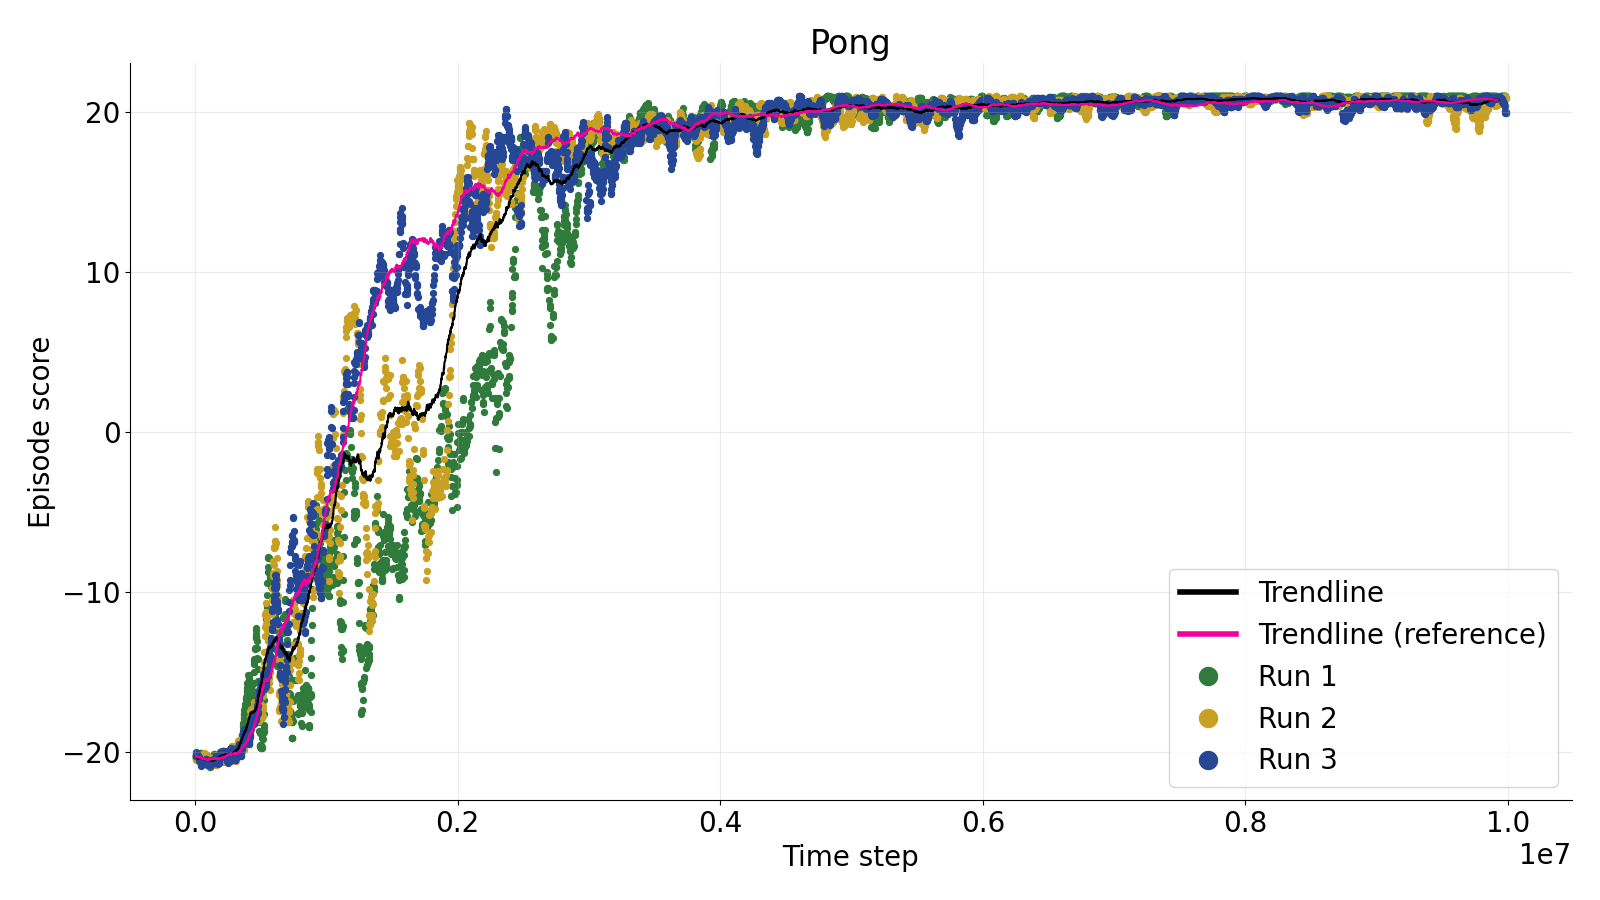 Pong
Episode score
20
10
0
−10
−20
0.0
0.2
0.4
0.6
0.8
1.0
1e7
Time step
Trendline
Trendline (reference)
Run 1
Run 2
Run 3